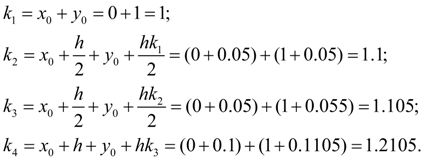 k₁ = x₀ + y₀ = 0 + 1 = 1;
k₂ = x₀ + h/2 + y₀ + hk₁/2 = (0 + 0.05) + (1 + 0.05) = 1.1;
k₃ = x₀ + h/2 + y₀ + hk₂/2 = (0 + 0.05) + (1 + 0.055) = 1.105;
k₄ = x₀ + h + y₀ + hk₃ = (0 + 0.1) + (1 + 0.1105) = 1.2105.